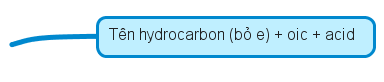 Tên hydrocarbon (bỏ e) + oic + acid